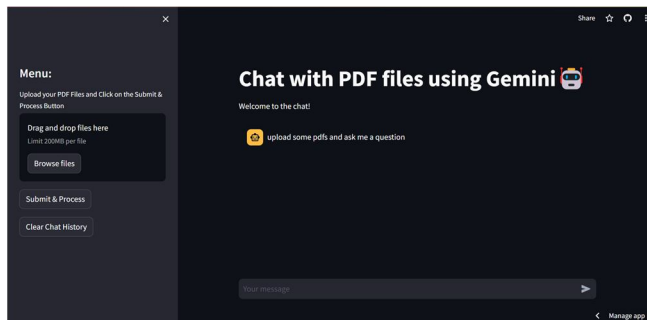 Share
Menu:
Upload your PDF Files and Click on the Submit &
Process Button
Drag and drop files here
Limit 200MB per file
Browse files
Submit & Process
Clear Chat History
Chat with PDF files using Gemini
Welcome to the chat!
upload some pdfs and ask me a question
Your message
Manage app